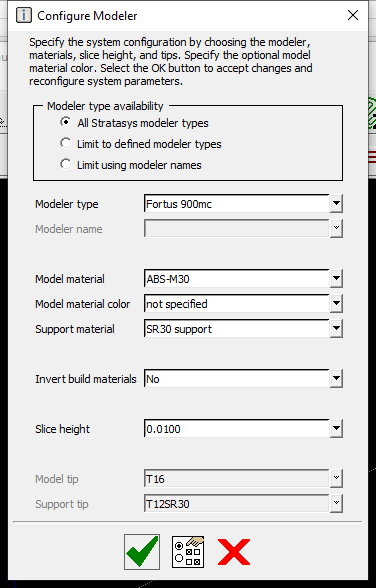 Configure Modeler
Specify the system configuration by choosing the modeler,
materials, slice height, and tips. Specify the optional model
material color. Select the OK button to accept changes and
reconfigure system parameters.
Modeler type availability
All Stratasys modeler types
Limit to defined modeler types
Limit using modeler names
Modeler type Fortus 900mc
Modeler name
Model material ABS-M30
Model material color not specified
Support material SR30 support
Invert build materials No
Slice height 0.0100
Model tip T16
Support tip T12SR30